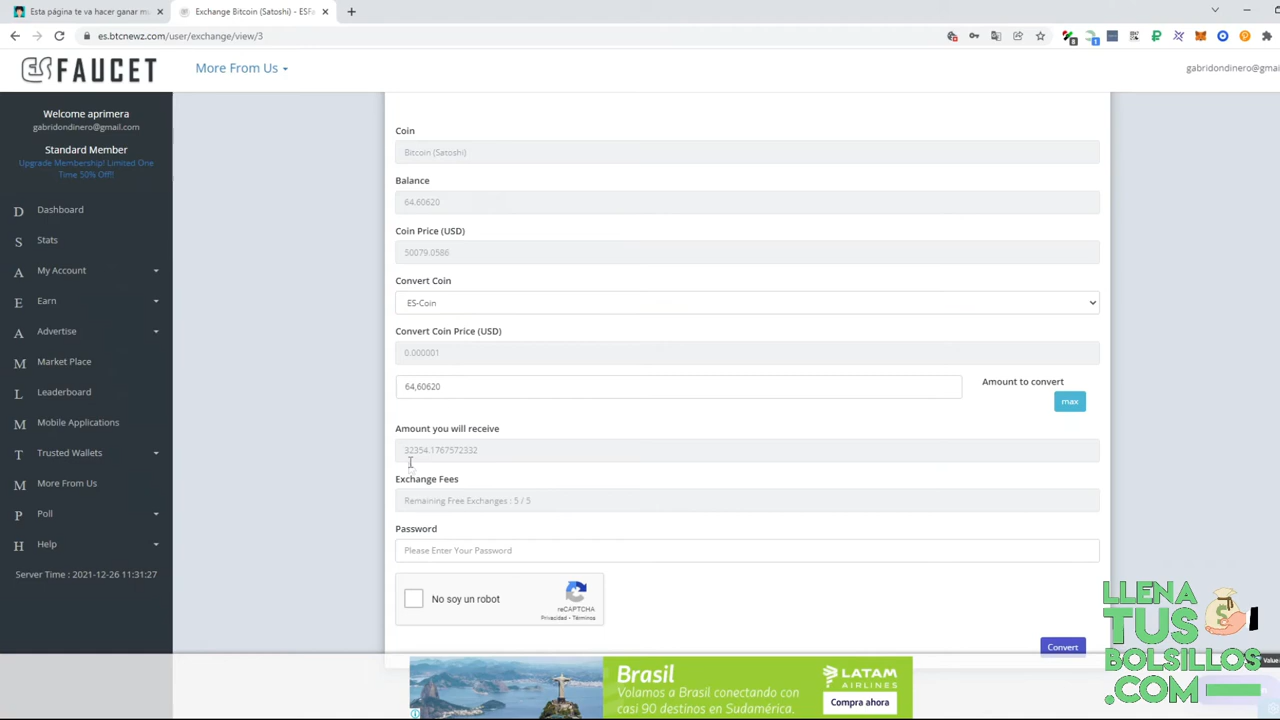 Esta página te va hacer ganar mu
Exchange Bitcoin (Satoshi) - ESFa
es.btcnewz.com/user/exchange/view/3
ES FAUCET
More From Us
gabridondinero@gmai
Welcome aprimera
gabridondinero@gmail.com
Standard Member
Upgrade Membership! Limited One
Time 50% Off!!
D Dashboard
S Stats
A My Account
E Earn
A Advertise
M Market Place
L Leaderboard
M Mobile Applications
T Trusted Wallets
M More From Us
P Poll
H Help
Server Time : 2021-12-26 11:31:27
Coin
Bitcoin (Satoshi)
Balance
64.60620
Coin Price (USD)
50079.0586
Convert Coin
ES-Coin
Convert Coin Price (USD)
0.000001
64,60620
Amount to convert
max
Amount you will receive
32354.1767572332
Exchange Fees
Remaining Free Exchanges : 5 / 5
Password
Please Enter Your Password
No soy un robot
reCAPTCHA
Privacidad - Términos
Convert
Brasil
Volamos a Brasil conectando con
casi 90 destinos en Sudamérica.
LATAM
AIRLINES
Compra ahora
LLENA
TUS
BOLSILLOS
.COM
Value